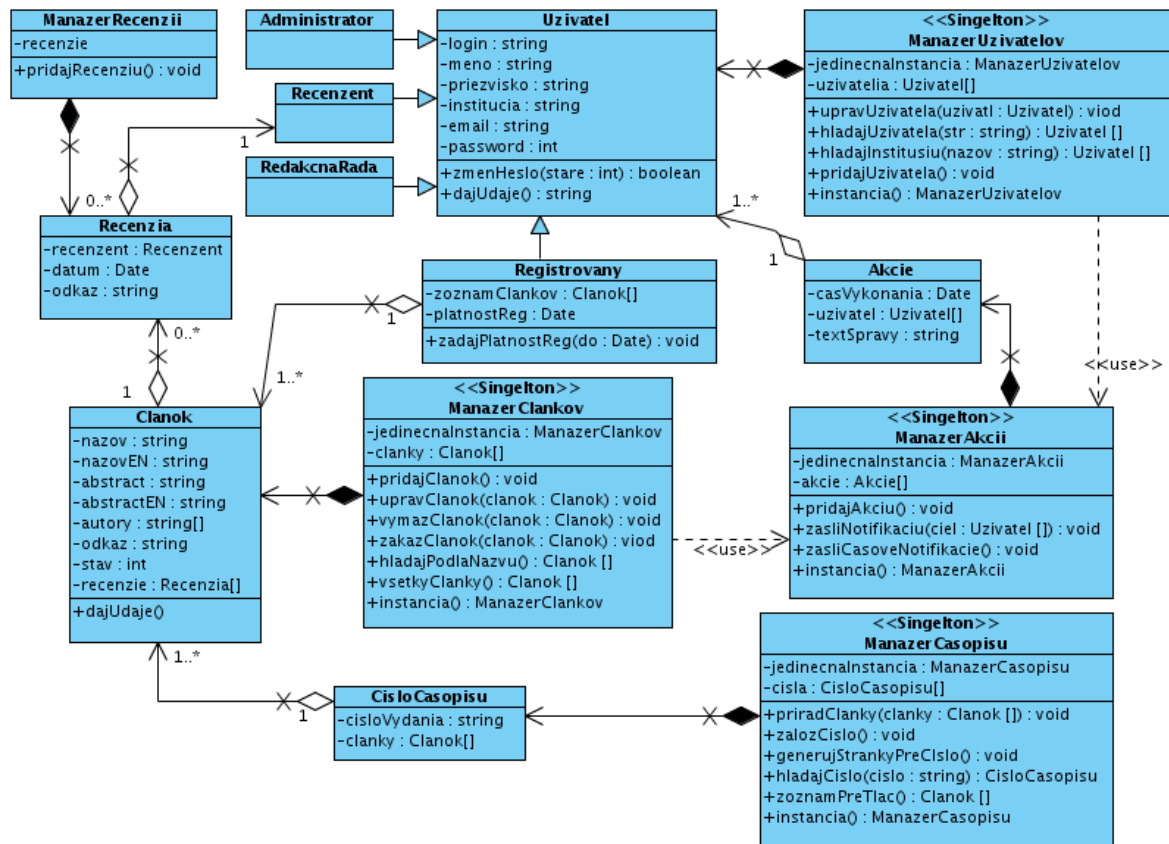 ManazerRecenzii
-recenzie
+pridajRecenziu() : void
Administrator
Recenzent
RedakcnaRada
Uzivatel
-login : string
-meno : string
-priezvisko : string
-institucia : string
-email : string
-password : int
+zmenHeslo(stare : int) : boolean
+dajUdaje() : string
<<Singelton>>
ManazerUzivatelov
-jedinecnaInstancia : ManazerUzivatelov
-uzivatelia : Uzivatel[]
+upravUzivatela(uzivatl : Uzivatel) : viod
+hladajUzivatela(str : string) : Uzivatel []
+hladajInstitusiu(nazov : string) : Uzivatel []
+pridajUzivatela() : void
+instancia() : ManazerUzivatelov
1
0..*
1..*
1
Recenzia
-recenzent : Recenzent
-datum : Date
-odkaz : string
Registrovany
-zoznamClankov : Clanok[]
-platnostReg : Date
+zadajPlatnostReg(do : Date) : void
Akcie
-casVykonania : Date
-uzivatel : Uzivatel[]
-textSpravy : string
0..*
1
1
1..*
<<use>>
Clanok
-nazov : string
-nazovEN : string
-abstract : string
-abstractEN : string
-autory : string[]
-odkaz : string
-stav : int
-recenzie : Recenzia[]
+dajUdaje()
<<Singelton>>
ManazerClankov
-jedinecnaInstancia : ManazerClankov
-clanky : Clanok[]
+pridajClanok() : void
+upravClanok(clanok : Clanok) : void
+vymazClanok(clanok : Clanok) : void
+zakazClanok(clanok : Clanok) : viod
+hladajPodlaNazvu() : Clanok []
+vsetkyClanky() : Clanok []
+instancia() : ManazerClankov
<<use>>
<<Singelton>>
ManazerAkcii
-jedinecnaInstancia : ManazerAkcii
-akcie : Akcie[]
+pridajAkciu() : void
+zasliNotifikaciu(ciel : Uzivatel []) : void
+zasliCasoveNotifikacie() : void
+instancia() : ManazerAkcii
1..*
1
CisloCasopisu
-cisloVydania : string
-clanky : Clanok[]
<<Singelton>>
ManazerCasopisu
-jedinecnaInstancia : ManazerCasopisu
-cisla : CisloCasopisu[]
+priradClanky(clanky : Clanok []) : void
+zalozCislo() : void
+generujStrankyPreCIslo() : void
+hladajCislo(cislo : string) : CisloCasopisu
+zoznamPreTlac() : Clanok []
+instancia() : ManazerCasopisu